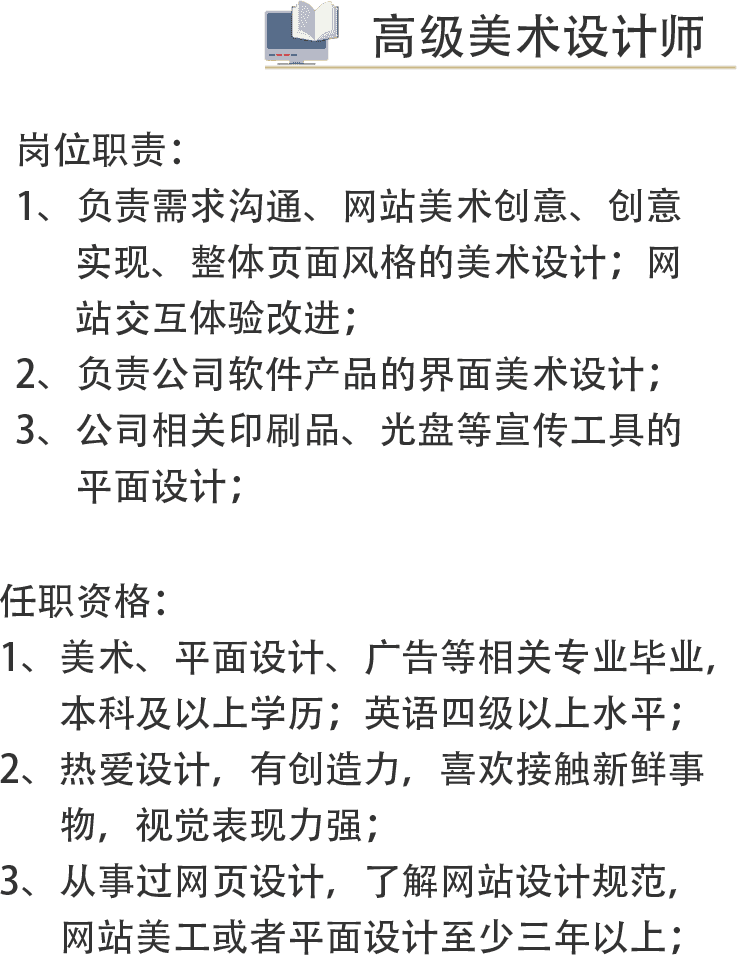 高级美术设计师
岗位职责：
1、负责需求沟通、网站美术创意、创意
实现、整体页面风格的美术设计；网
站交互体验改进；
2、负责公司软件产品的界面美术设计；
3、公司相关印刷品、光盘等宣传工具的
平面设计；
任职资格：
1、美术、平面设计、广告等相关专业毕业，
本科及以上学历；英语四级以上水平；
2、热爱设计，有创造力，喜欢接触新鲜事
物，视觉表现力强；
3、从事过网页设计，了解网站设计规范，
网站美工或者平面设计至少三年以上；